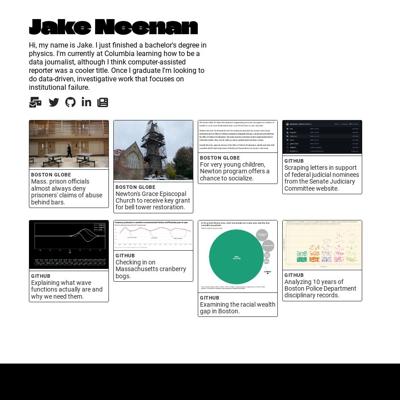 Jake Neenan
Hi, my name is Jake. I just finished a bachelor's degree in
physics. I'm currently at Columbia learning how to be a
data journalist, although I think computer-assisted
reporter was a cooler title. Once I graduate I'm looking to
do data-driven, investigative work that focuses on
institutional failure.
BOSTON GLOBE
Mass. prison officials
almost always deny
prisoners' claims of abuse
behind bars.
BOSTON GLOBE
Newton's Grace Episcopal
Church to receive key grant
for bell tower restoration.
BOSTON GLOBE
For very young children,
Newton program offers a
chance to socialize.
GITHUB
Scraping letters in support
of federal judicial nominees
from the Senate Judiciary
Committee website.
GITHUB
Explaining what wave
functions actually are and
why we need them.
GITHUB
Checking in on
Massachusetts cranberry
bogs.
GITHUB
Examining the racial wealth
gap in Boston.
GITHUB
Analyzing 10 years of
Boston Police Department
disciplinary records.